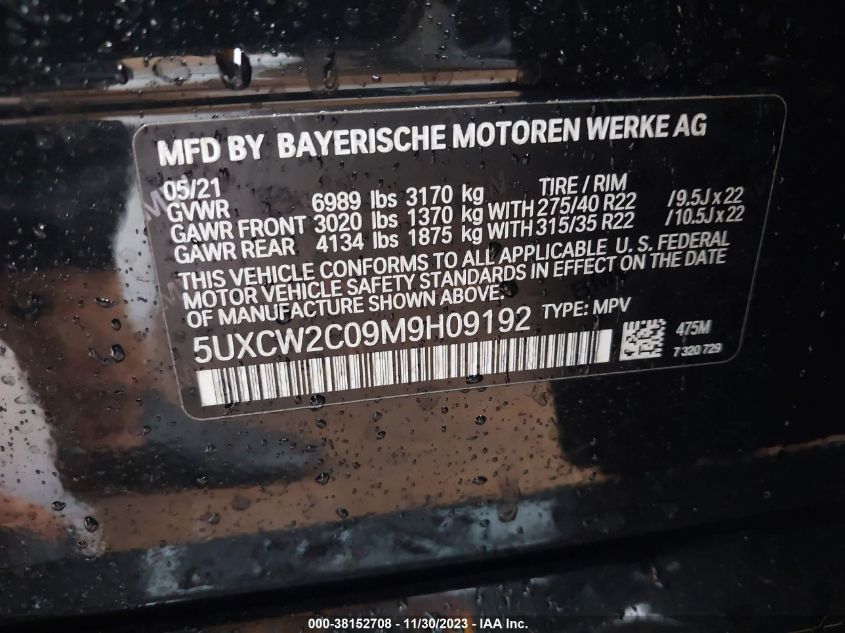 MFD BY BAYERISCHE MOTOREN WERKE AG
05/21 TIRE / RIM
GVWR 6989 lbs 3170 kg
GAWR FRONT 3020 lbs 1370 kg WITH 275/40 R22 /9.5J x 22
GAWR REAR 4134 lbs 1875 kg WITH 315/35 R22 /10.5J x 22
THIS VEHICLE CONFORMS TO ALL APPLICABLE U.S. FEDERAL
MOTOR VEHICLE SAFETY STANDARDS IN EFFECT ON THE DATE
OF MANUFACTURE SHOWN ABOVE.
5UXCW2C09M9H09192 TYPE: MPV
475M
7 320 729
000-38152708 - 11/30/2023 - IAA Inc.